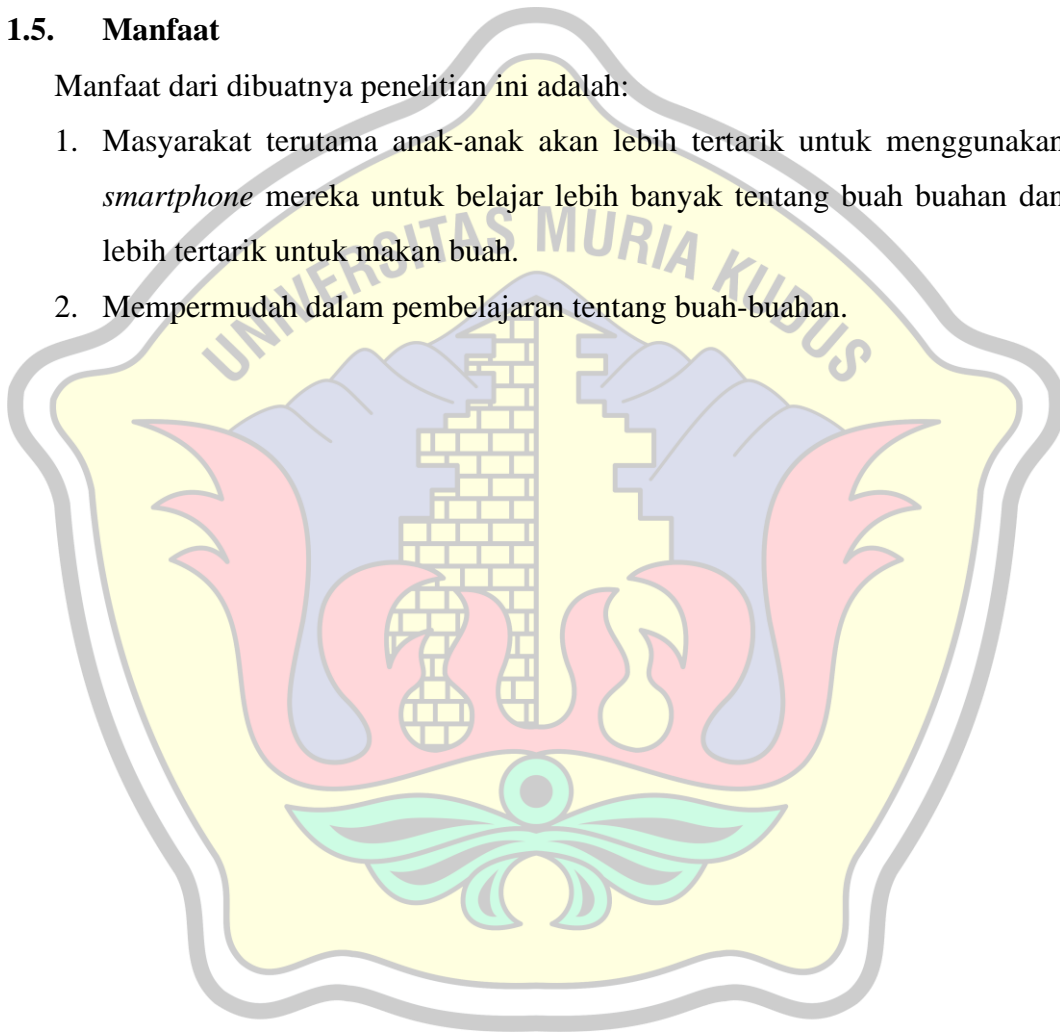 1.5. Manfaat
Manfaat dari dibuatnya penelitian ini adalah:
1. Masyarakat terutama anak-anak akan lebih tertarik untuk menggunakan
smartphone mereka untuk belajar lebih banyak tentang buah buahan dan
lebih tertarik untuk makan buah.
UNIVERSITAS MURIA KUDUS
2. Mempermudah dalam pembelajaran tentang buah-buahan.